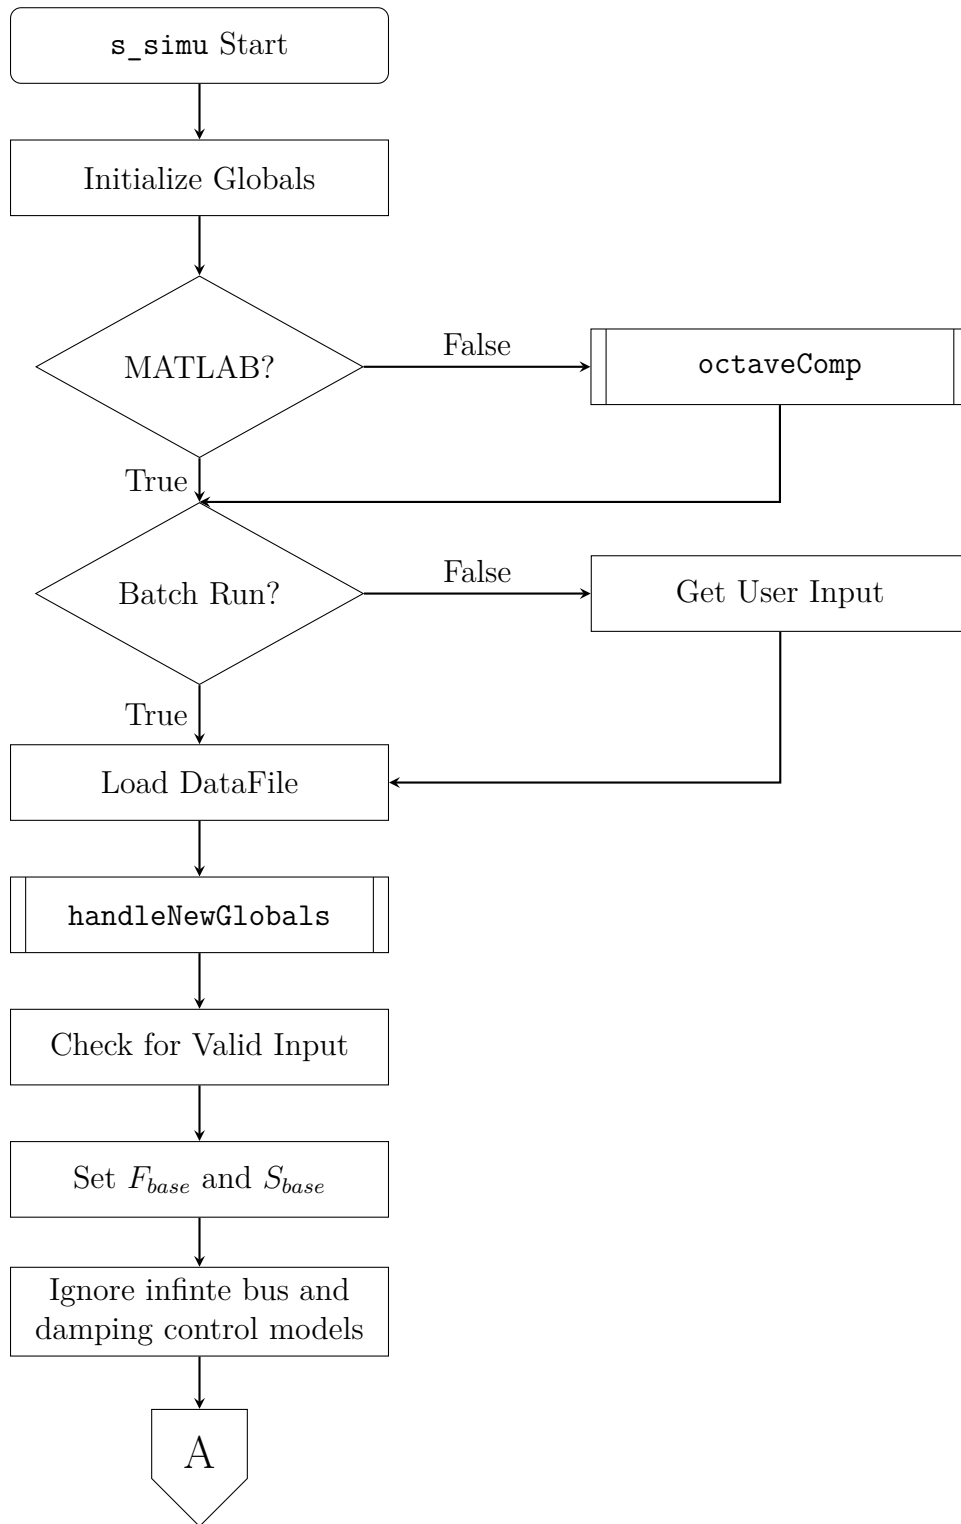 s_simu Start
Initialize Globals
MATLAB?
False
octaveComp
True
Batch Run?
False
Get User Input
True
Load DataFile
handleNewGlobals
Check for Valid Input
Set F_base and S_base
Ignore infinte bus and
damping control models
A